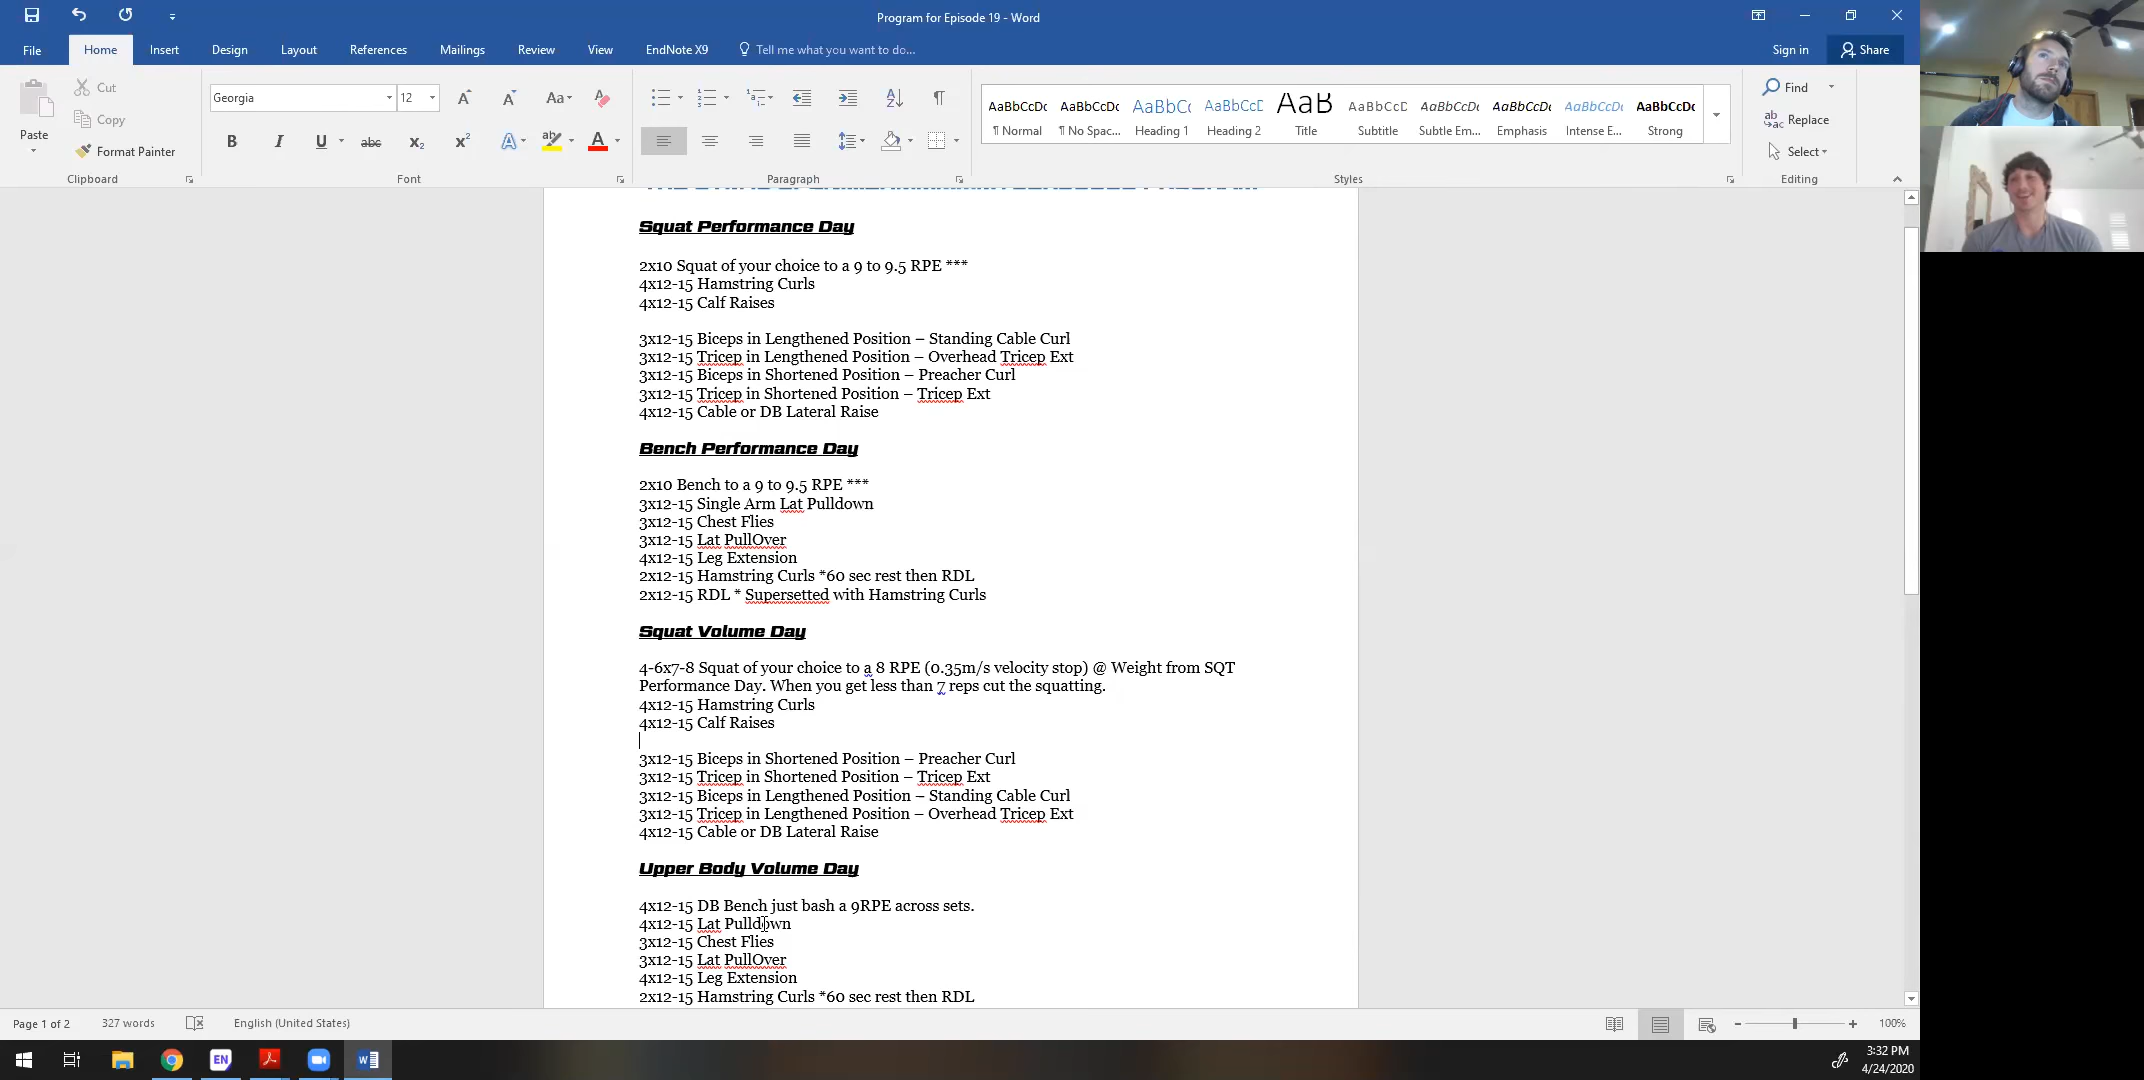 Program for Episode 19 - Word
File
Home
Insert
Design
Layout
References
Mailings
Review
View
EndNote X9
Tell me what you want to do...
Sign in
Share
Paste
Cut
Copy
Format Painter
Clipboard
Georgia
12
Font
Paragraph
AaBbCcDc
¶ Normal
AaBbCcDc
¶ No Spac...
AaBbC(
Heading 1
AaBbCcE
Heading 2
AaB
Title
AaBbCcD
Subtitle
AaBbCcDc
Subtle Em...
AaBbCcDc
Emphasis
AaBbCcDc
Intense E...
AaBbCcDc
Strong
Styles
Find
Replace
Select
Editing
Squat Performance Day
2x10 Squat of your choice to a 9 to 9.5 RPE ***
4x12-15 Hamstring Curls
4x12-15 Calf Raises
3x12-15 Biceps in Lengthened Position – Standing Cable Curl
3x12-15 Tricep in Lengthened Position – Overhead Tricep Ext
3x12-15 Biceps in Shortened Position – Preacher Curl
3x12-15 Tricep in Shortened Position – Tricep Ext
4x12-15 Cable or DB Lateral Raise
Bench Performance Day
2x10 Bench to a 9 to 9.5 RPE ***
3x12-15 Single Arm Lat Pulldown
3x12-15 Chest Flies
3x12-15 Lat PullOver
4x12-15 Leg Extension
2x12-15 Hamstring Curls *60 sec rest then RDL
2x12-15 RDL * Supersetted with Hamstring Curls
Squat Volume Day
4-6x7-8 Squat of your choice to a 8 RPE (0.35m/s velocity stop) @ Weight from SQT
Performance Day. When you get less than 7 reps cut the squatting.
4x12-15 Hamstring Curls
4x12-15 Calf Raises
3x12-15 Biceps in Shortened Position – Preacher Curl
3x12-15 Tricep in Shortened Position – Tricep Ext
3x12-15 Biceps in Lengthened Position – Standing Cable Curl
3x12-15 Tricep in Lengthened Position – Overhead Tricep Ext
4x12-15 Cable or DB Lateral Raise
Upper Body Volume Day
4x12-15 DB Bench just bash a 9RPE across sets.
4x12-15 Lat Pulldown
3x12-15 Chest Flies
3x12-15 Lat PullOver
4x12-15 Leg Extension
2x12-15 Hamstring Curls *60 sec rest then RDL
Page 1 of 2
327 words
English (United States)
100%
EN
3:32 PM
4/24/2020